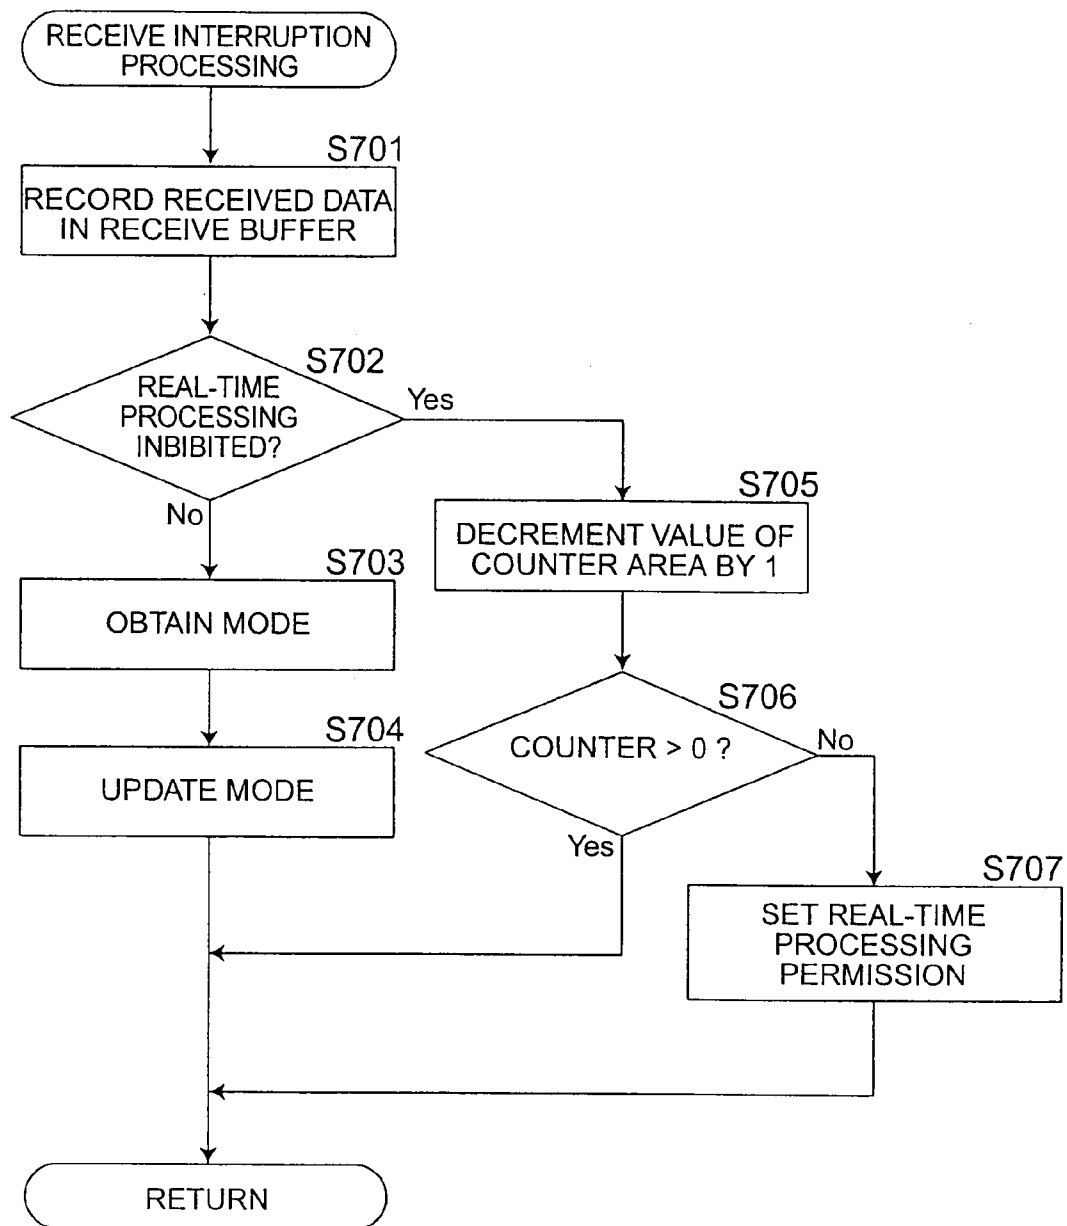 RECEIVE INTERRUPTION
PROCESSING
S701
RECORD RECEIVED DATA
IN RECEIVE BUFFER
S702
REAL-TIME
PROCESSING
INBIBITED?
Yes
No
S703
OBTAIN MODE
S704
UPDATE MODE
S705
DECREMENT VALUE OF
COUNTER AREA BY 1
S706
COUNTER > 0 ?
No
Yes
S707
SET REAL-TIME
PROCESSING
PERMISSION
RETURN